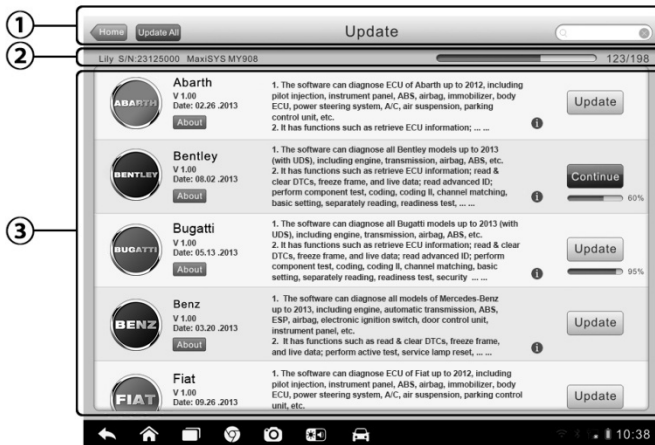 ①
Home Update All Update
②
Lily S/N:23125000 MaxiSYS MY908 123/198
③
ABARTH
Abarth
V 1.00
Date: 02.26 .2013
About
1. The software can diagnose ECU of Abarth up to 2012, including
pilot injection, instrument panel, ABS, airbag, immobilizer, body
ECU, power steering system, A/C, air suspension, parking
control unit, etc.
2. It has functions such as retrieve ECU information; ... ...
Update
BENTLEY
Bentley
V 1.00
Date: 08.02 .2013
About
1. The software can diagnose all Bentley models up to 2013
(with UDS), including engine, transmission, airbag, ABS, etc.
2. It has functions such as retrieve ECU information; read &
clear DTCs, freeze frame, and live data; read advanced ID;
perform component test, coding, coding II, channel matching,
basic setting, separately reading, readiness test, ... ...
Continue
60%
BUGATTI
Bugatti
V 1.00
Date: 05.13 .2013
About
1. The software can diagnose all Bugatti models up to 2013 (with
UDS), including engine, transmission, airbag, ABS, etc.
2. It has functions such as retrieve ECU information; read & clear
DTCs, freeze frame, and live data; read advanced ID; perform
component test, coding, coding II, channel matching, basic
setting, separately reading, readiness test, security ... ...
Update
95%
BENZ
Benz
V 1.00
Date: 03.20 .2013
About
1. The software can diagnose all models of Mercedes-Benz
up to 2013, including engine, automatic transmission, ABS,
ESP, airbag, electronic ignition switch, door control unit,
instrument panel, etc.
2. It has functions such as read & clear DTCs, freeze frame,
and live data; perform active test, service lamp reset, ... ...
Update
FIAT
Fiat
V 1.00
Date: 09.26 .2013
1. The software can diagnose ECU of Fiat up to 2012, including
pilot injection, instrument panel, ABS, airbag, immobilizer, body
ECU, power steering system, A/C, air suspension, parking control
unit, etc.
Update
10:38